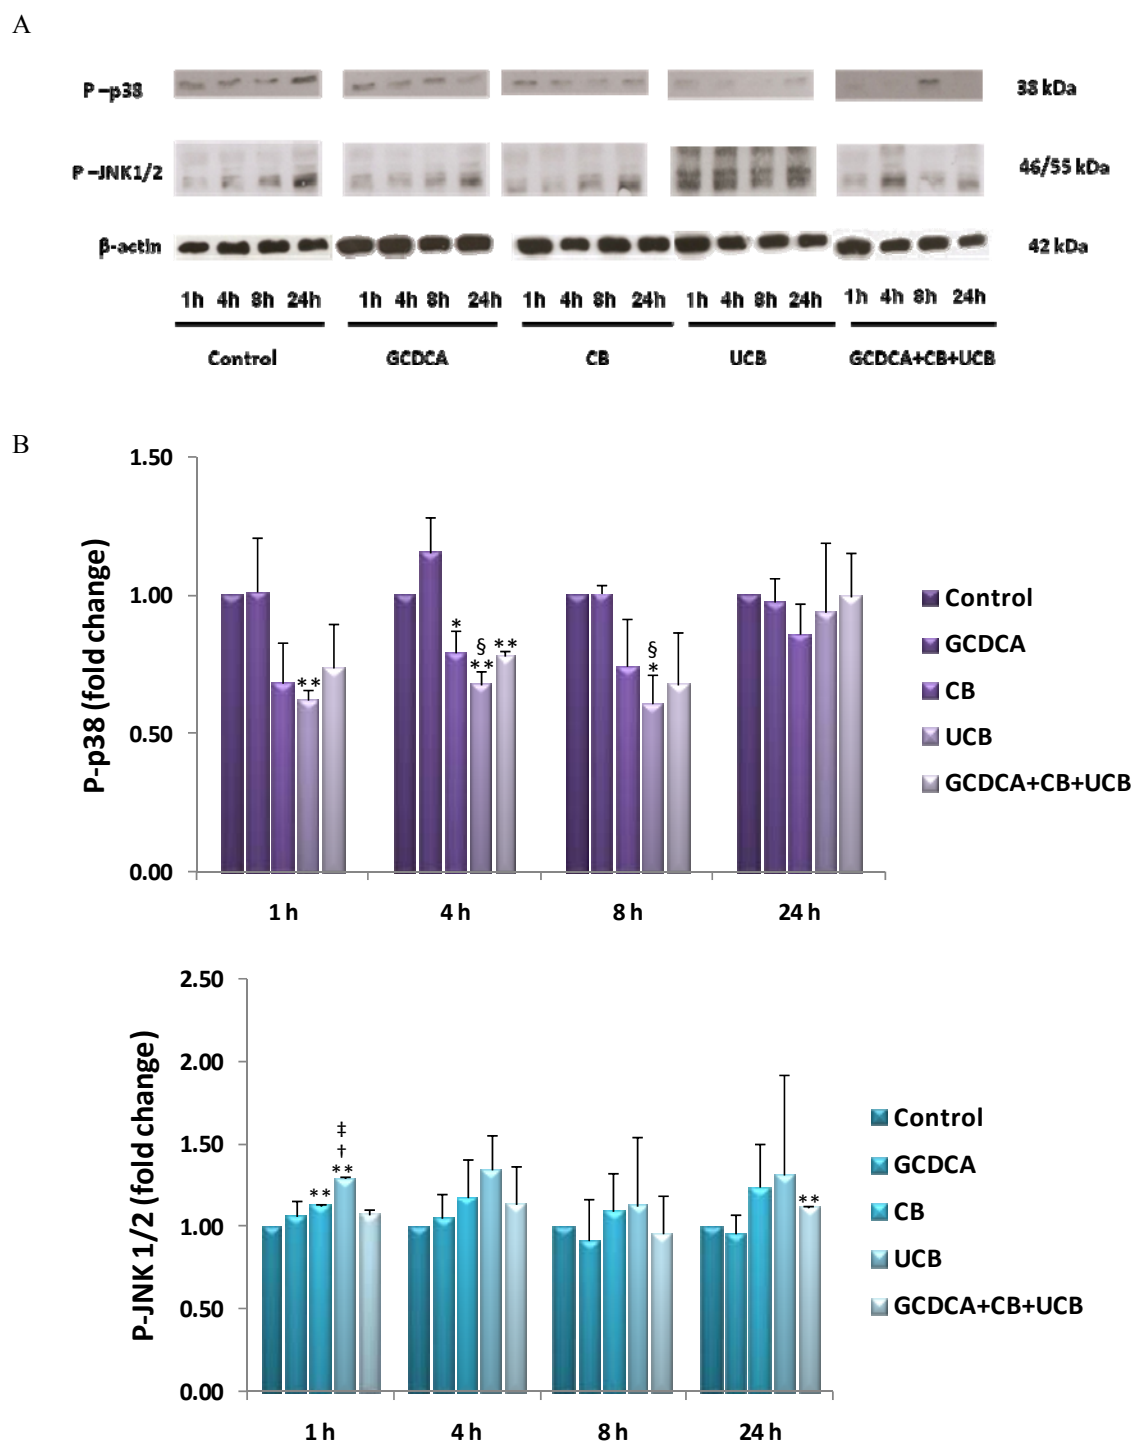 A
P-p38 38 kDa
P-JNK1/2 46/55 kDa
β-actin 42 kDa
1h 4h 8h 24h 1h 4h 8h 24h 1h 4h 8h 24h 1h 4h 8h 24h 1h 4h 8h 24h
Control GCDCA CB UCB GCDCA+CB+UCB
B
P-p38 (fold change)
1.50
1.00
0.50
0.00
**
*
§
**
**
§
*
1 h 4 h 8 h 24 h
Control
GCDCA
CB
UCB
GCDCA+CB+UCB
P-JNK 1/2 (fold change)
2.50
2.00
1.50
1.00
0.50
0.00
**
‡
†
**
**
1 h 4 h 8 h 24 h
Control
GCDCA
CB
UCB
GCDCA+CB+UCB